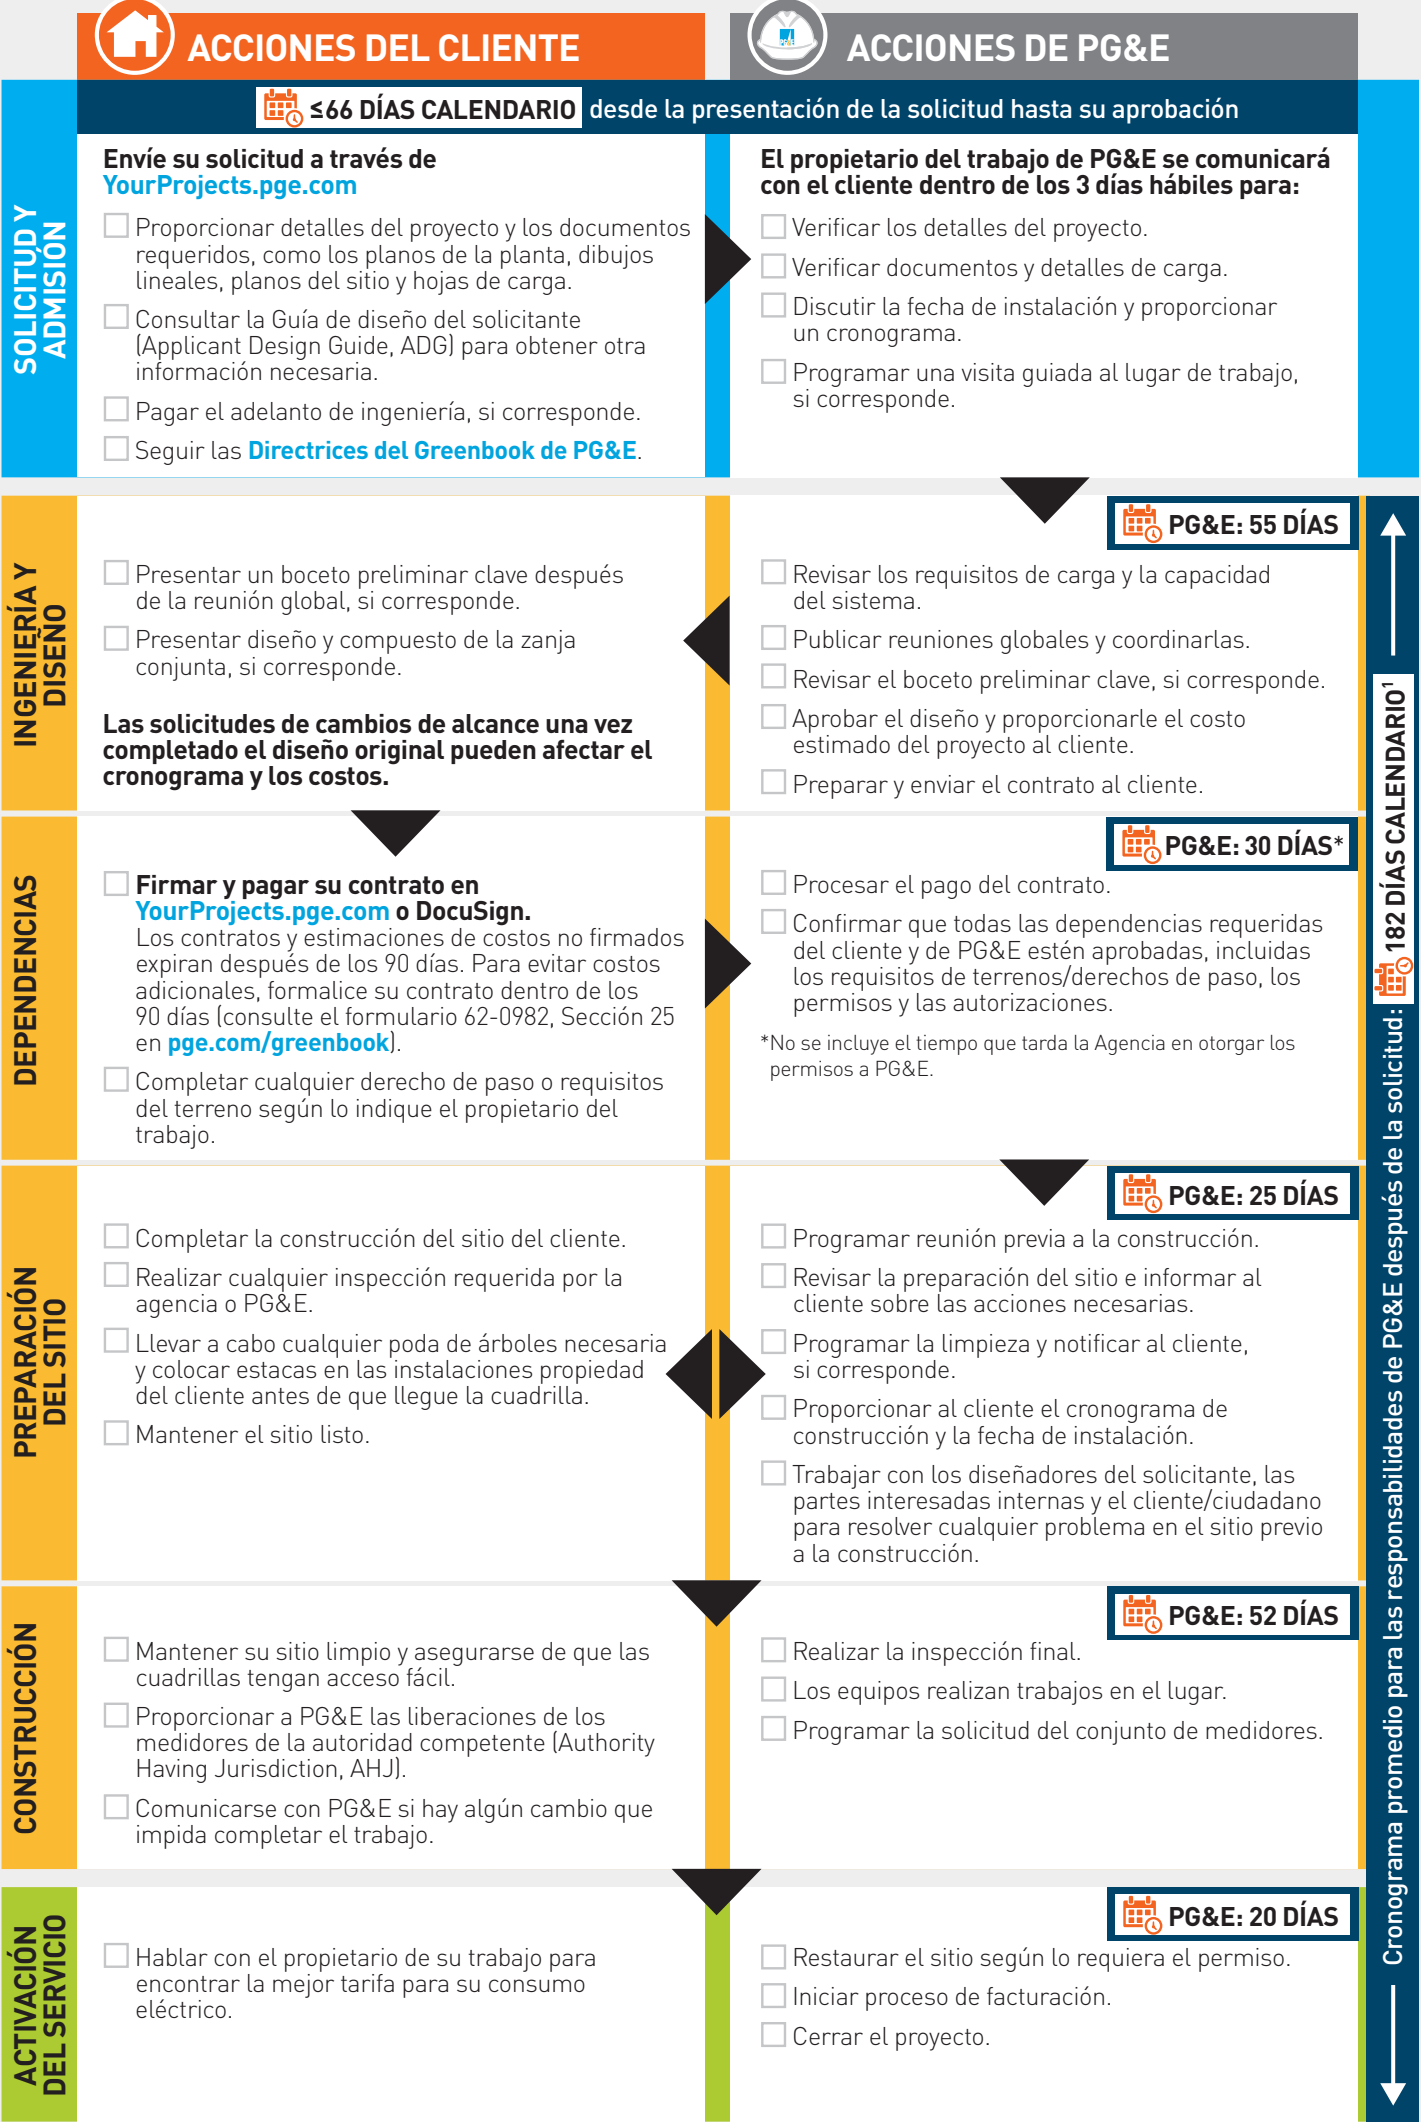 ACCIONES DEL CLIENTE
ACCIONES DE PG&E
≤66 DÍAS CALENDARIO desde la presentación de la solicitud hasta su aprobación
SOLICITUD Y
ADMISIÓN
Envíe su solicitud a través de
YourProjects.pge.com
Proporcionar detalles del proyecto y los documentos
requeridos, como los planos de la planta, dibujos
lineales, planos del sitio y hojas de carga.
Consultar la Guía de diseño del solicitante
(Applicant Design Guide, ADG) para obtener otra
información necesaria.
Pagar el adelanto de ingeniería, si corresponde.
Seguir las Directrices del Greenbook de PG&E.
El propietario del trabajo de PG&E se comunicará
con el cliente dentro de los 3 días hábiles para:
Verificar los detalles del proyecto.
Verificar documentos y detalles de carga.
Discutir la fecha de instalación y proporcionar
un cronograma.
Programar una visita guiada al lugar de trabajo,
si corresponde.
INGENIERÍA Y
DISEÑO
Presentar un boceto preliminar clave después
de la reunión global, si corresponde.
Presentar diseño y compuesto de la zanja
conjunta, si corresponde.
Las solicitudes de cambios de alcance una vez
completado el diseño original pueden afectar el
cronograma y los costos.
PG&E: 55 DÍAS
Revisar los requisitos de carga y la capacidad
del sistema.
Publicar reuniones globales y coordinarlas.
Revisar el boceto preliminar clave, si corresponde.
Aprobar el diseño y proporcionarle el costo
estimado del proyecto al cliente.
Preparar y enviar el contrato al cliente.
DEPENDENCIAS
Firmar y pagar su contrato en
YourProjects.pge.com o DocuSign.
Los contratos y estimaciones de costos no firmados
expiran después de los 90 días. Para evitar costos
adicionales, formalice su contrato dentro de los
90 días (consulte el formulario 62-0982, Sección 25
en pge.com/greenbook).
Completar cualquier derecho de paso o requisitos
del terreno según lo indique el propietario del
trabajo.
PG&E: 30 DÍAS*
Procesar el pago del contrato.
Confirmar que todas las dependencias requeridas
del cliente y de PG&E estén aprobadas, incluidas
los requisitos de terrenos/derechos de paso, los
permisos y las autorizaciones.
*No se incluye el tiempo que tarda la Agencia en otorgar los
permisos a PG&E.
PREPARACIÓN
DEL SITIO
Completar la construcción del sitio del cliente.
Realizar cualquier inspección requerida por la
agencia o PG&E.
Llevar a cabo cualquier poda de árboles necesaria
y colocar estacas en las instalaciones propiedad
del cliente antes de que llegue la cuadrilla.
Mantener el sitio listo.
PG&E: 25 DÍAS
Programar reunión previa a la construcción.
Revisar la preparación del sitio e informar al
cliente sobre las acciones necesarias.
Programar la limpieza y notificar al cliente,
si corresponde.
Proporcionar al cliente el cronograma de
construcción y la fecha de instalación.
Trabajar con los diseñadores del solicitante, las
partes interesadas internas y el cliente/ciudadano
para resolver cualquier problema en el sitio previo
a la construcción.
CONSTRUCCIÓN
Mantener su sitio limpio y asegurarse de que las
cuadrillas tengan acceso fácil.
Proporcionar a PG&E las liberaciones de los
medidores de la autoridad competente (Authority
Having Jurisdiction, AHJ).
Comunicarse con PG&E si hay algún cambio que
impida completar el trabajo.
PG&E: 52 DÍAS
Realizar la inspección final.
Los equipos realizan trabajos en el lugar.
Programar la solicitud del conjunto de medidores.
ACTIVACIÓN
DEL SERVICIO
Hablar con el propietario de su trabajo para
encontrar la mejor tarifa para su consumo
eléctrico.
PG&E: 20 DÍAS
Restaurar el sitio según lo requiera el permiso.
Iniciar proceso de facturación.
Cerrar el proyecto.
Cronograma promedio para las responsabilidades de PG&E después de la solicitud: 182 DÍAS CALENDARIO¹